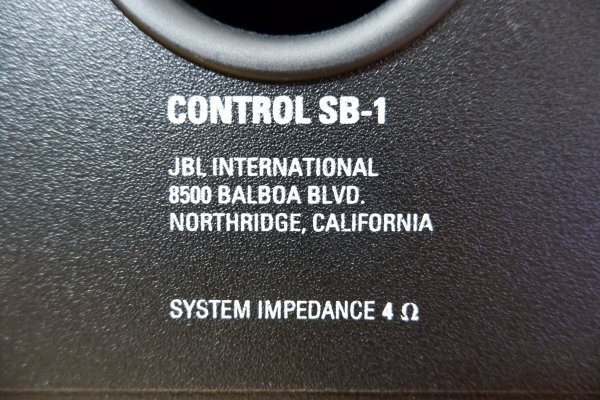 CONTROL SB-1
JBL INTERNATIONAL
8500 BALBOA BLVD.
NORTHRIDGE, CALIFORNIA
SYSTEM IMPEDANCE 4 Ω